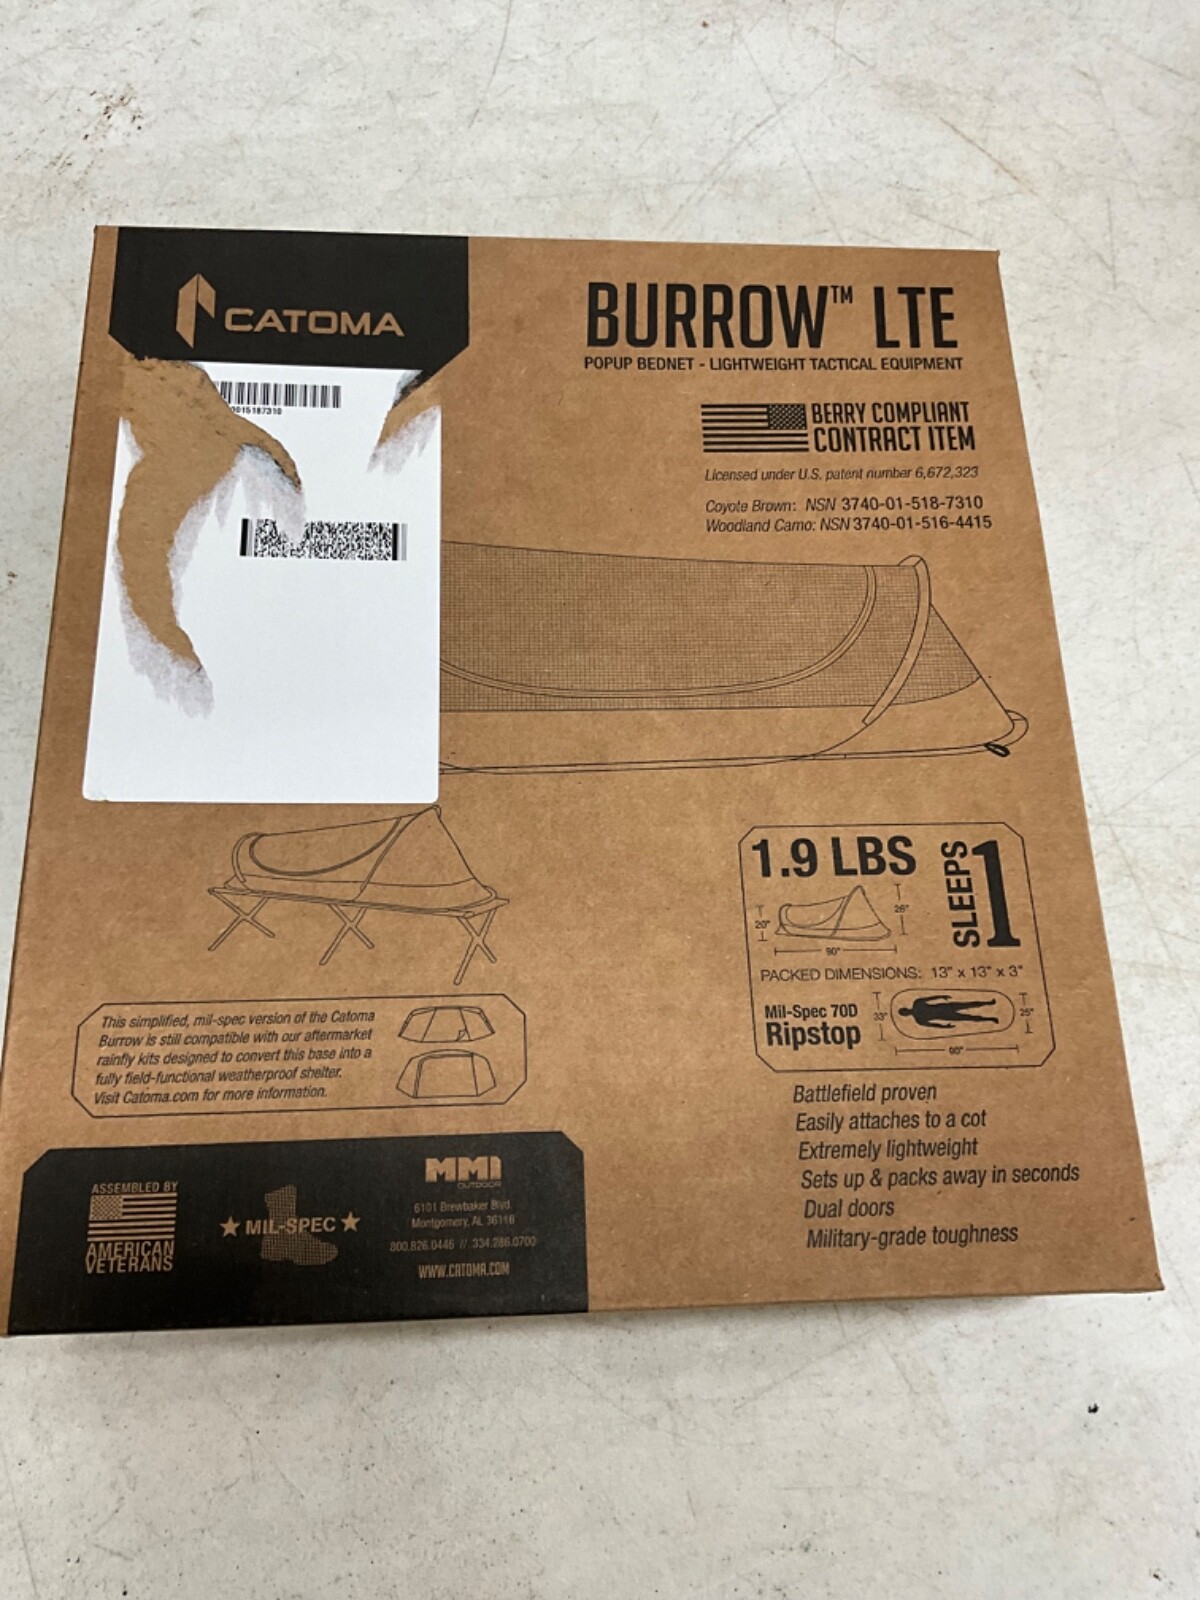 CATOMA
BURROW™ LTE
POPUP BEDNET - LIGHTWEIGHT TACTICAL EQUIPMENT
BERRY COMPLIANT
CONTRACT ITEM
Licensed under U.S. patent number 6,672,323
Coyote Brown: NSN 3740-01-518-7310
Woodland Camo: NSN 3740-01-516-4415
015187310
1.9 LBS
SLEEPS 1
20"
90"
PACKED DIMENSIONS: 13" x 13" x 3"
Mil-Spec 70D
Ripstop
33"
25"
This simplified, mil-spec version of the Catoma
Burrow is still compatible with our aftermarket
rainfly kits designed to convert this base into a
fully field-functional weatherproof shelter.
Visit Catoma.com for more information.
Battlefield proven
Easily attaches to a cot
Extremely lightweight
Sets up & packs away in seconds
Dual doors
Military-grade toughness
ASSEMBLED BY
AMERICAN
VETERANS
★ MIL-SPEC ★
MMI
OUTDOOR
6101 Brewbaker Blvd
Montgomery, AL 36116
800.826.0446 // 334.286.0700
WWW.CATOMA.COM